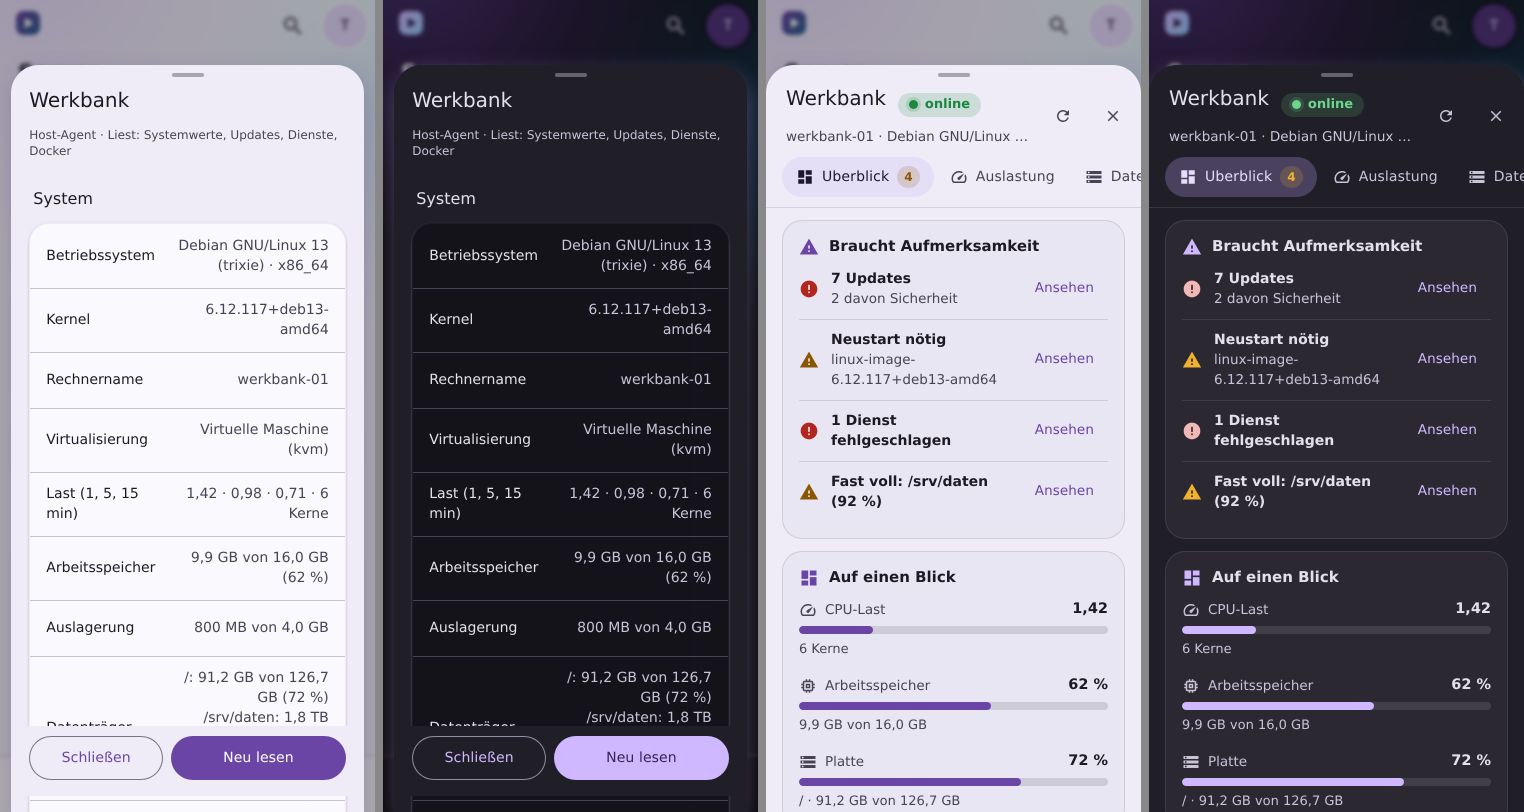 T
Werkbank
Host-Agent · Liest: Systemwerte, Updates, Dienste,
Docker
System
Betriebssystem
Debian GNU/Linux 13
(trixie) · x86_64
Kernel
6.12.117+deb13-
amd64
Rechnername
werkbank-01
Virtualisierung
Virtuelle Maschine
(kvm)
Last (1, 5, 15
min)
1,42 · 0,98 · 0,71 · 6
Kerne
Arbeitsspeicher
9,9 GB von 16,0 GB
(62 %)
Auslagerung
800 MB von 4,0 GB
/: 91,2 GB von 126,7
GB (72 %)
/srv/daten: 1,8 TB
Schließen
Neu lesen
T
Werkbank
Host-Agent · Liest: Systemwerte, Updates, Dienste,
Docker
System
Betriebssystem
Debian GNU/Linux 13
(trixie) · x86_64
Kernel
6.12.117+deb13-
amd64
Rechnername
werkbank-01
Virtualisierung
Virtuelle Maschine
(kvm)
Last (1, 5, 15
min)
1,42 · 0,98 · 0,71 · 6
Kerne
Arbeitsspeicher
9,9 GB von 16,0 GB
(62 %)
Auslagerung
800 MB von 4,0 GB
/: 91,2 GB von 126,7
GB (72 %)
/srv/daten: 1,8 TB
Schließen
Neu lesen
T
Werkbank
online
werkbank-01 · Debian GNU/Linux ...
Überblick
4
Auslastung
Date
Braucht Aufmerksamkeit
7 Updates
2 davon Sicherheit
Ansehen
Neustart nötig
linux-image-
6.12.117+deb13-amd64
Ansehen
1 Dienst
fehlgeschlagen
Ansehen
Fast voll: /srv/daten
(92 %)
Ansehen
Auf einen Blick
CPU-Last
1,42
6 Kerne
Arbeitsspeicher
62 %
9,9 GB von 16,0 GB
Platte
72 %
/ · 91,2 GB von 126,7 GB
T
Werkbank
online
werkbank-01 · Debian GNU/Linux ...
Überblick
4
Auslastung
Date
Braucht Aufmerksamkeit
7 Updates
2 davon Sicherheit
Ansehen
Neustart nötig
linux-image-
6.12.117+deb13-amd64
Ansehen
1 Dienst
fehlgeschlagen
Ansehen
Fast voll: /srv/daten
(92 %)
Ansehen
Auf einen Blick
CPU-Last
1,42
6 Kerne
Arbeitsspeicher
62 %
9,9 GB von 16,0 GB
Platte
72 %
/ · 91,2 GB von 126,7 GB